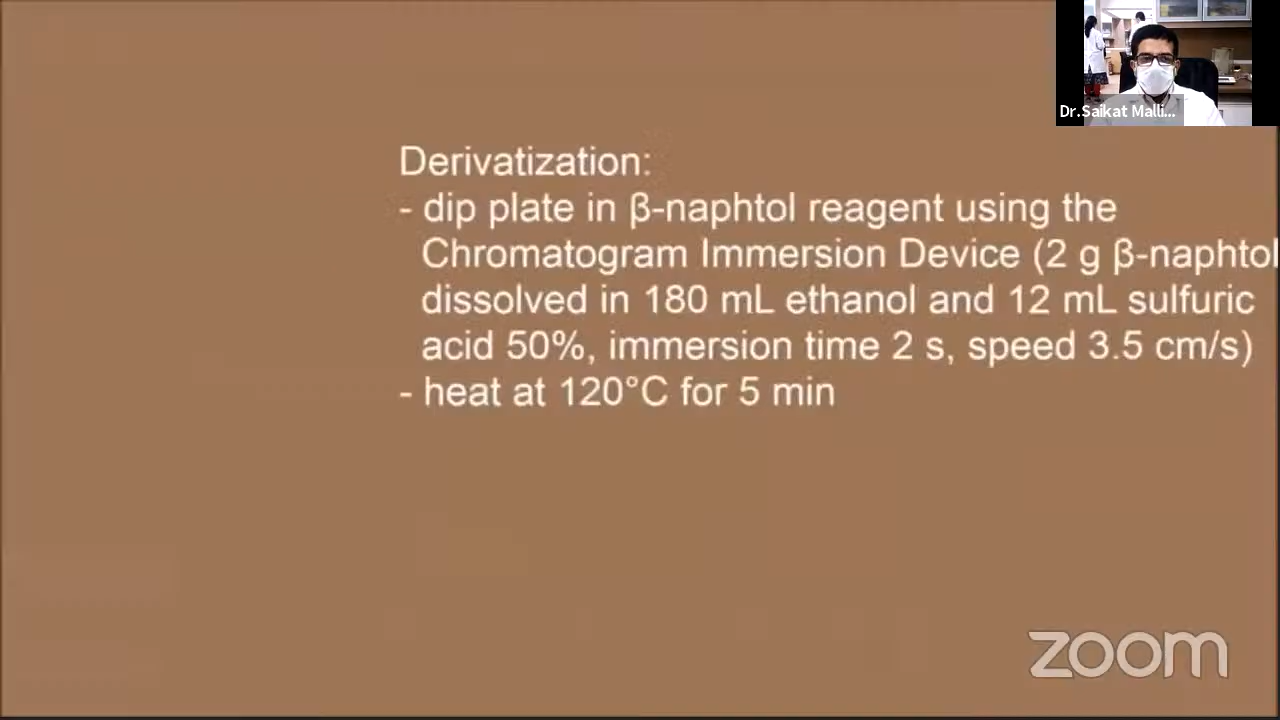 Dr.Saikat Malli...
Derivatization:
- dip plate in β-naphtol reagent using the
Chromatogram Immersion Device (2 g β-naphtol
dissolved in 180 mL ethanol and 12 mL sulfuric
acid 50%, immersion time 2 s, speed 3.5 cm/s)
- heat at 120°C for 5 min
zoom